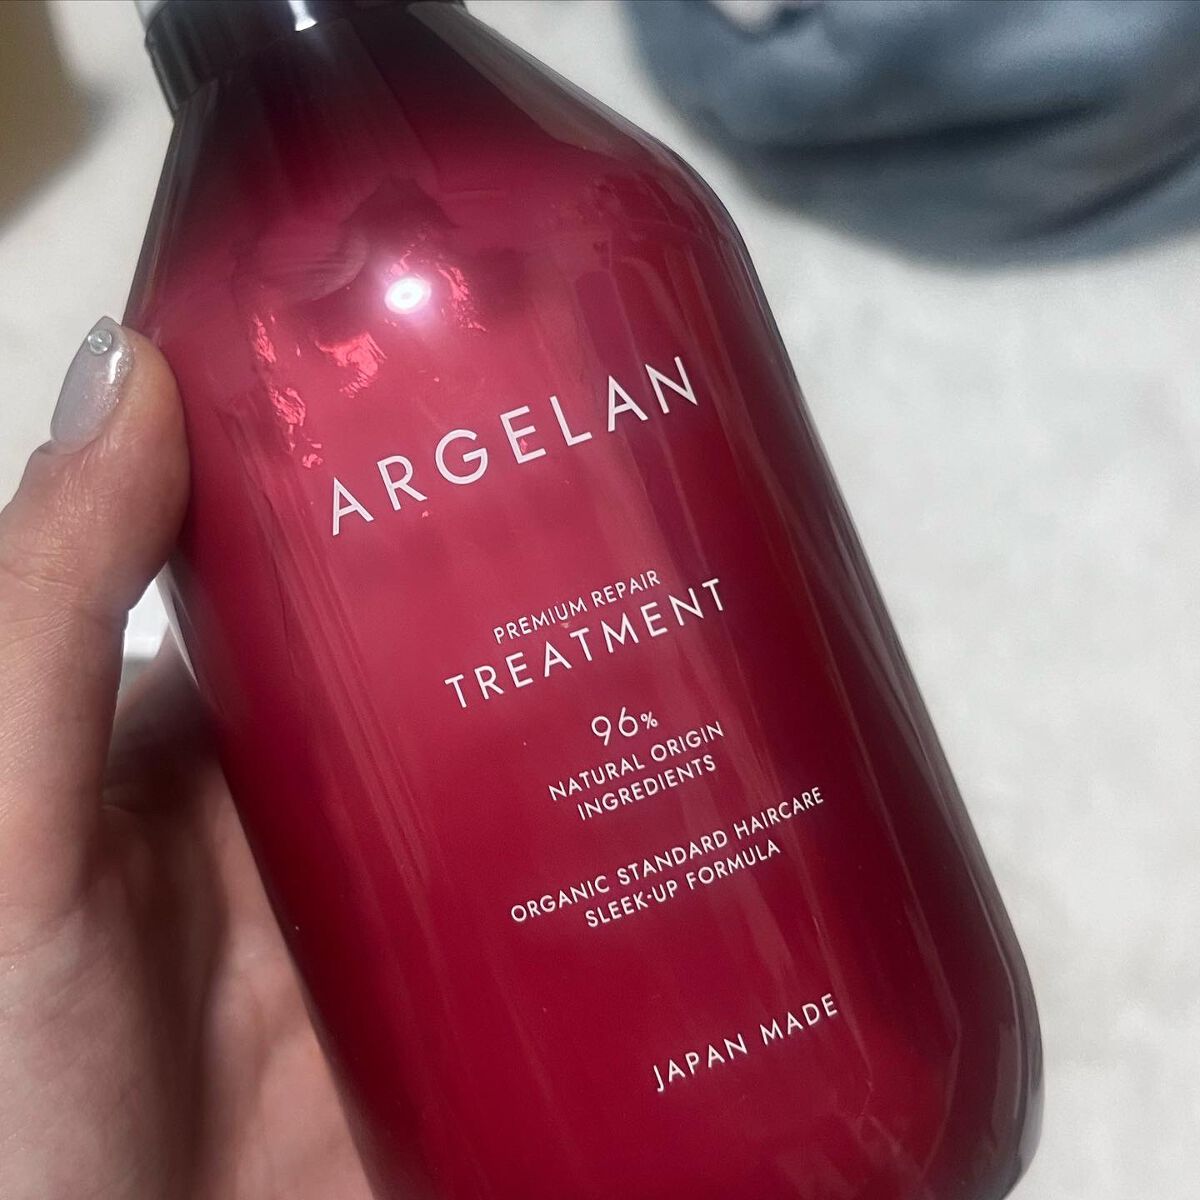 ARGELAN
PREMIUM REPAIR
TREATMENT
96%
NATURAL ORIGIN
INGREDIENTS
ORGANIC STANDARD HAIRCARE
SLEEK-UP FORMULA
JAPAN MADE